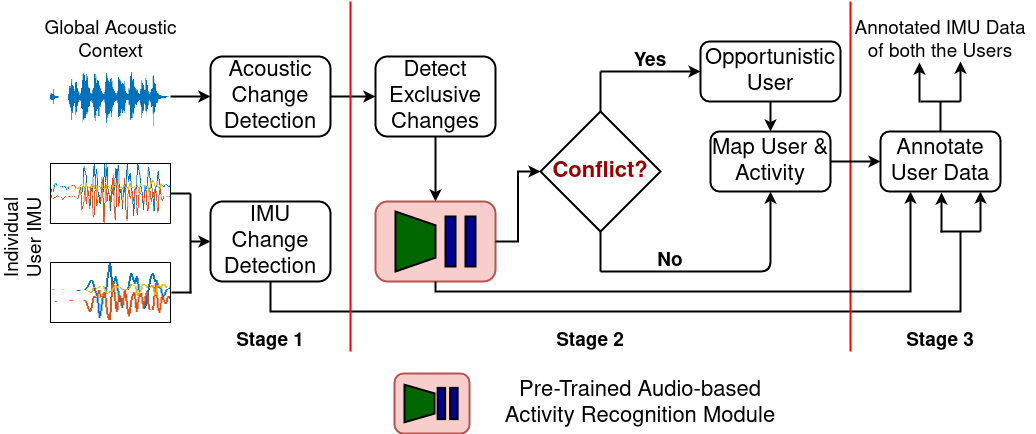 Global Acoustic
Context
Acoustic
Change
Detection
Individual
User IMU
IMU
Change
Detection
Stage 1
Detect
Exclusive
Changes
Conflict?
Yes
No
Opportunistic
User
Map User &
Activity
Stage 2
Annotated IMU Data
of both the Users
Annotate
User Data
Stage 3
Pre-Trained Audio-based
Activity Recognition Module